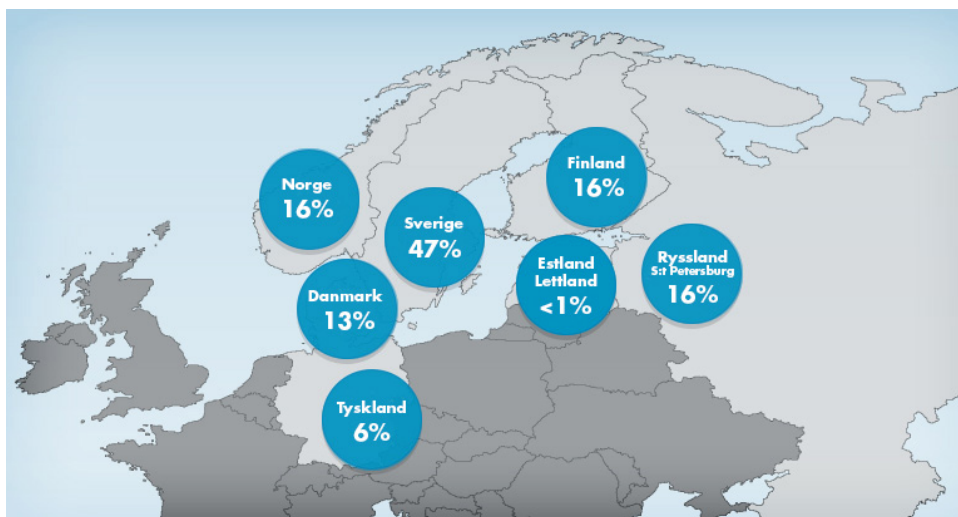 Norge
16%
Sverige
47%
Finland
16%
Danmark
13%
Estland
Lettland
<1%
Ryssland
S:t Petersburg
16%
Tyskland
6%